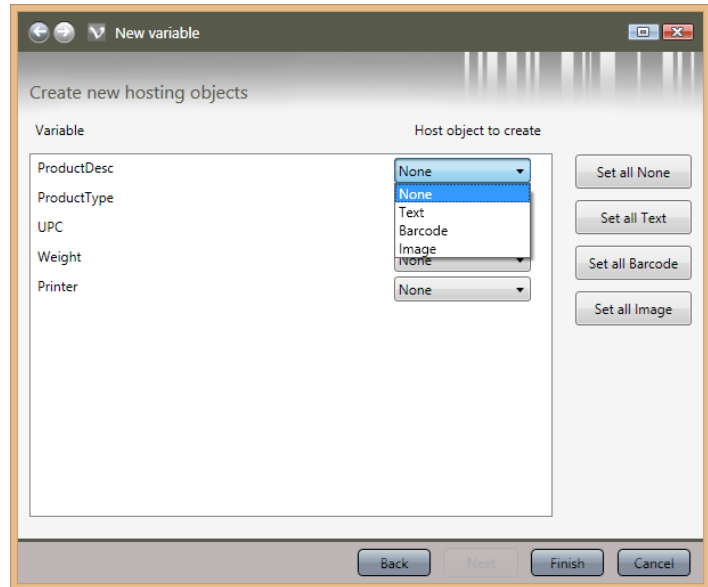 New variable
Create new hosting objects
Variable Host object to create
ProductDesc None Set all None
None
ProductType
Text Set all Text
UPC
Barcode
Image
Weight None Set all Barcode
Printer None
Set all Image
Back Next Finish Cancel